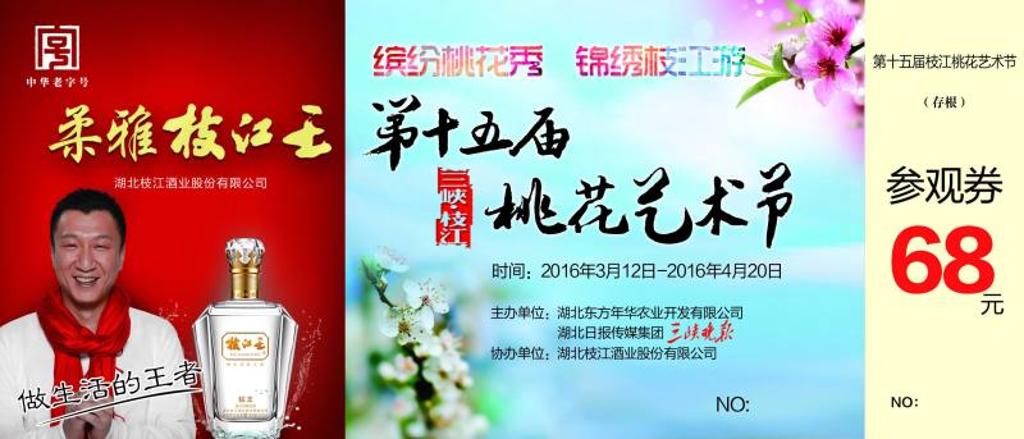 中华老字号
柔雅枝江王
湖北枝江酒业股份有限公司
枝江王
做生活的王者
缤纷桃花秀 锦绣枝江游
第十五届
三峡·枝江
桃花艺术节
时间：2016年3月12日-2016年4月20日
主办单位：湖北东方年华农业开发有限公司
湖北日报传媒集团 三峡晚报
协办单位：湖北枝江酒业股份有限公司
NO:
第十五届枝江桃花艺术节
（存根）
参观券
68元
NO: